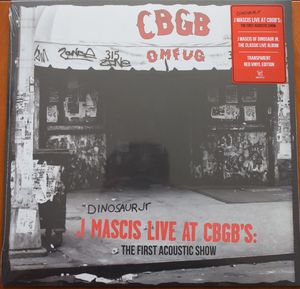 CBGB
315
OMFUG
DINOSAUR JR
J MASCIS LIVE AT CBGB'S:
THE FIRST ACOUSTIC SHOW
J MASCIS OF DINOSAUR JR.
THE CLASSIC LIVE ALBUM
TRANSPARENT
RED VINYL EDITION
DINOSAUR Jr
J MASCIS LIVE AT CBGB'S:
THE FIRST ACOUSTIC SHOW